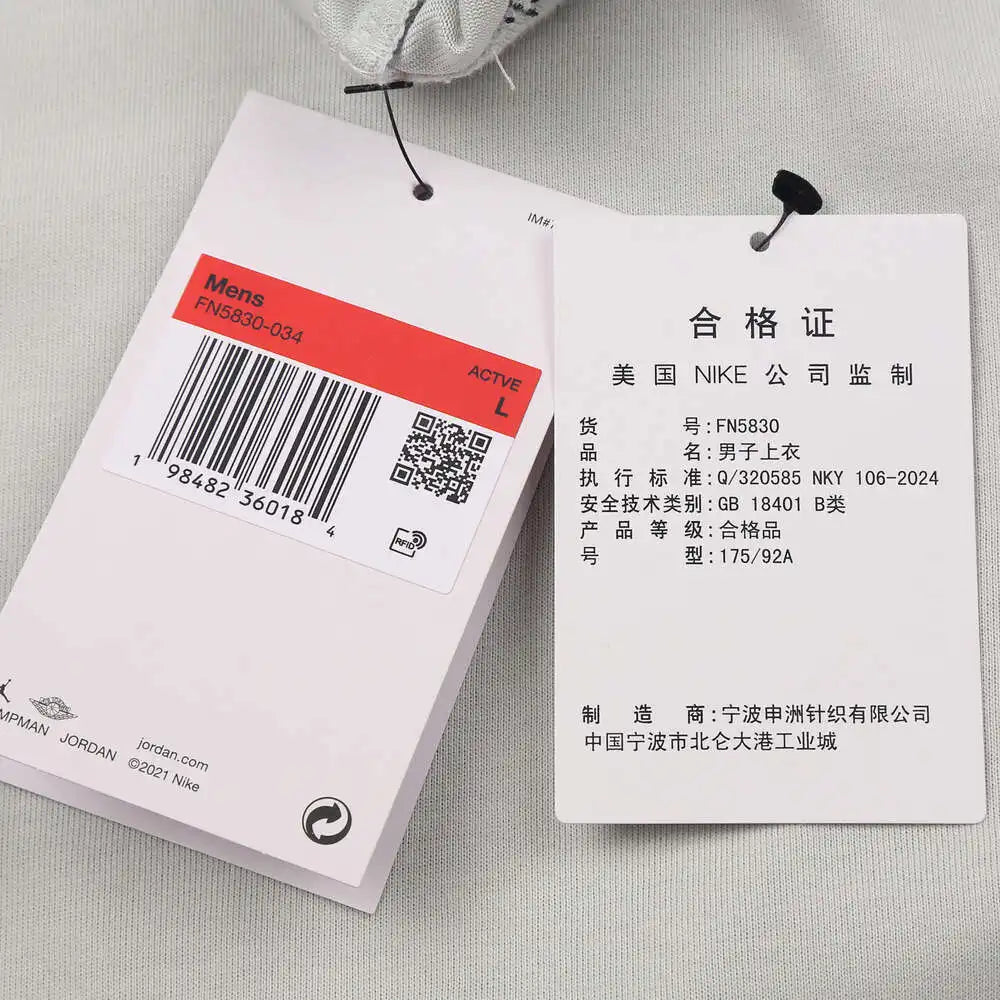 IM#
Mens
FN5830-034
ACTVE
L
1 98482 36018 4
RFID
MPMAN JORDAN
jordan.com
©2021 Nike
合格证
美国 NIKE 公司监制
货 号:FN5830
品 名:男子上衣
执行标准:Q/320585 NKY 106-2024
安全技术类别:GB 18401 B类
产品等级:合格品
号 型:175/92A
制造商:宁波申洲针织有限公司
中国宁波市北仑大港工业城